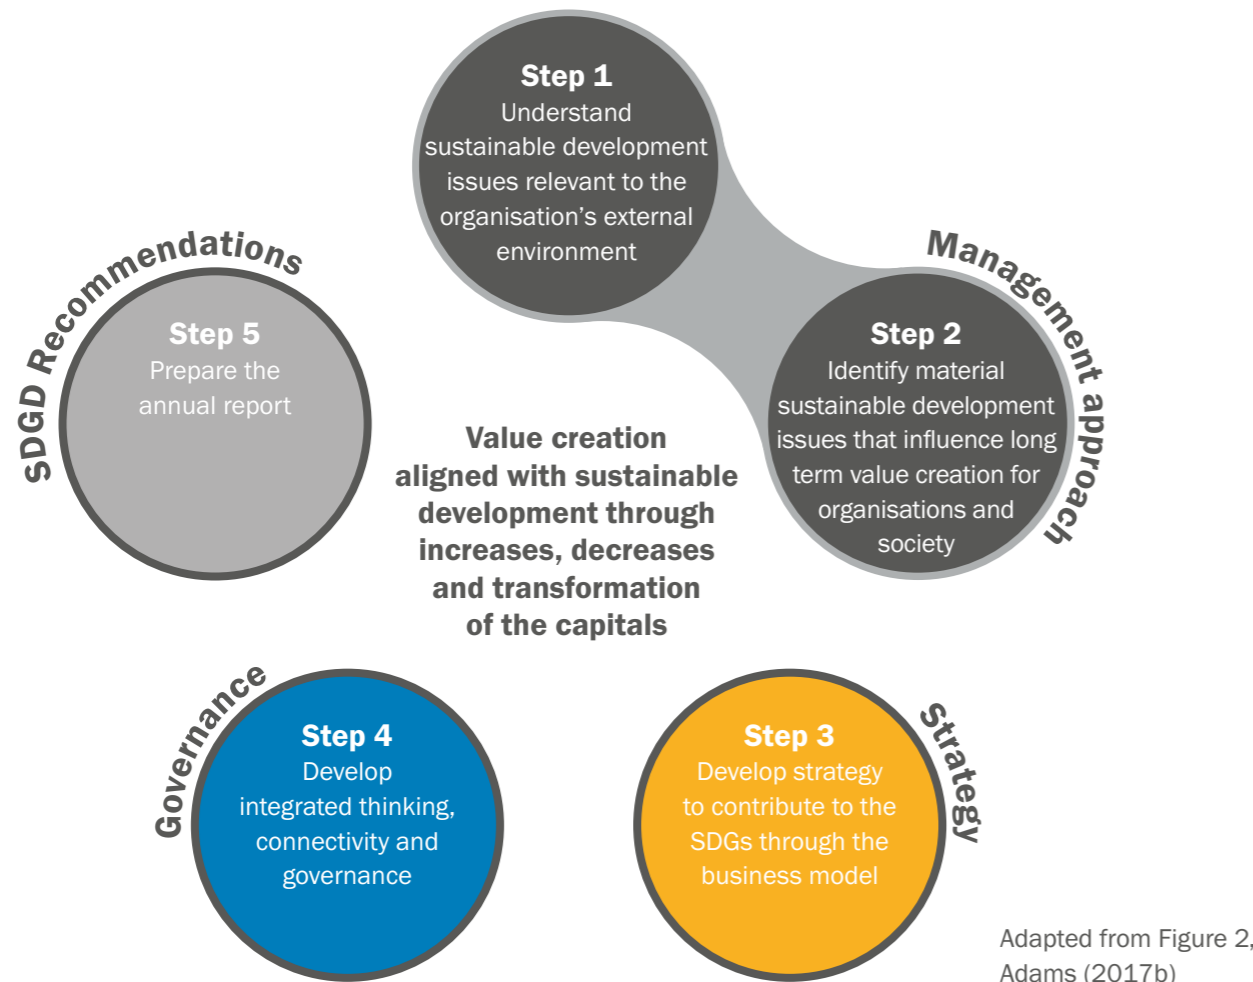 Step 1
Understand
sustainable development
issues relevant to the
organisation's external
environment
Management approach
Step 2
Identify material
sustainable development
issues that influence long
term value creation for
organisations and
society
Strategy
Step 3
Develop strategy
to contribute to the
SDGs through the
business model
Governance
Step 4
Develop
integrated thinking,
connectivity and
governance
SDGD Recommendations
Step 5
Prepare the
annual report
Value creation
aligned with sustainable
development through
increases, decreases
and transformation
of the capitals
Adapted from Figure 2,
Adams (2017b)